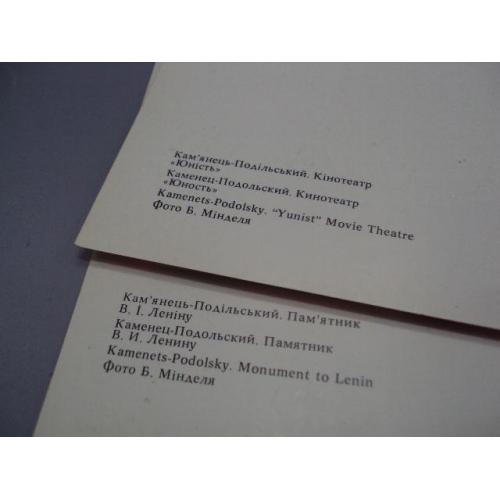 Кам'янець-Подільський. Кінотеатр
«Юність»
Каменец-Подольский. Кинотеатр
«Юность»
Kamenets-Podolsky. "Yunist" Movie Theatre
Фото Б. Мінделя
Кам'янець-Подільський. Пам'ятник
В. І. Леніну
Каменец-Подольский. Памятник
В. И. Ленину
Kamenets-Podolsky. Monument to Lenin
Фото Б. Мінделя